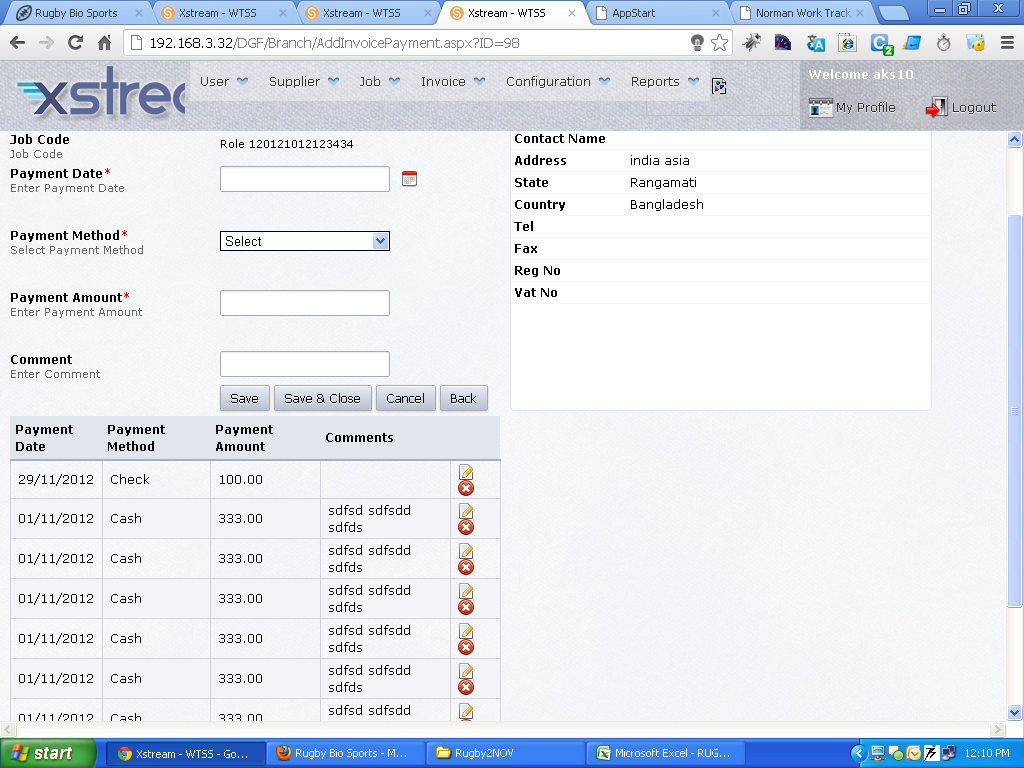 Rugby Bio Sports
Xstream - WTSS
Xstream - WTSS
Xstream - WTSS
AppStart
Norman Work Track
192.168.3.32/DGF/Branch/AddInvoicePayment.aspx?ID=98
xstrea
User Supplier Job Invoice Configuration Reports
Welcome aks10
My Profile Logout
Job Code
Job Code
Role 120121012123434
Payment Date*
Enter Payment Date
Payment Method*
Select Payment Method
Select
Payment Amount*
Enter Payment Amount
Comment
Enter Comment
Save Save & Close Cancel Back
Contact Name
Address india asia
State Rangamati
Country Bangladesh
Tel
Fax
Reg No
Vat No
Payment Date Payment Method Payment Amount Comments
29/11/2012 Check 100.00
01/11/2012 Cash 333.00 sdfsd sdfsdd
sdfds
01/11/2012 Cash 333.00 sdfsd sdfsdd
sdfds
01/11/2012 Cash 333.00 sdfsd sdfsdd
sdfds
01/11/2012 Cash 333.00 sdfsd sdfsdd
sdfds
01/11/2012 Cash 333.00 sdfsd sdfsdd
sdfds
01/11/2012 Cash 333.00 sdfsd sdfsdd
start
Xstream - WTSS - Go...
Rugby Bio Sports - M...
Rugby2NOV
Microsoft Excel - RUG...
12:10 PM